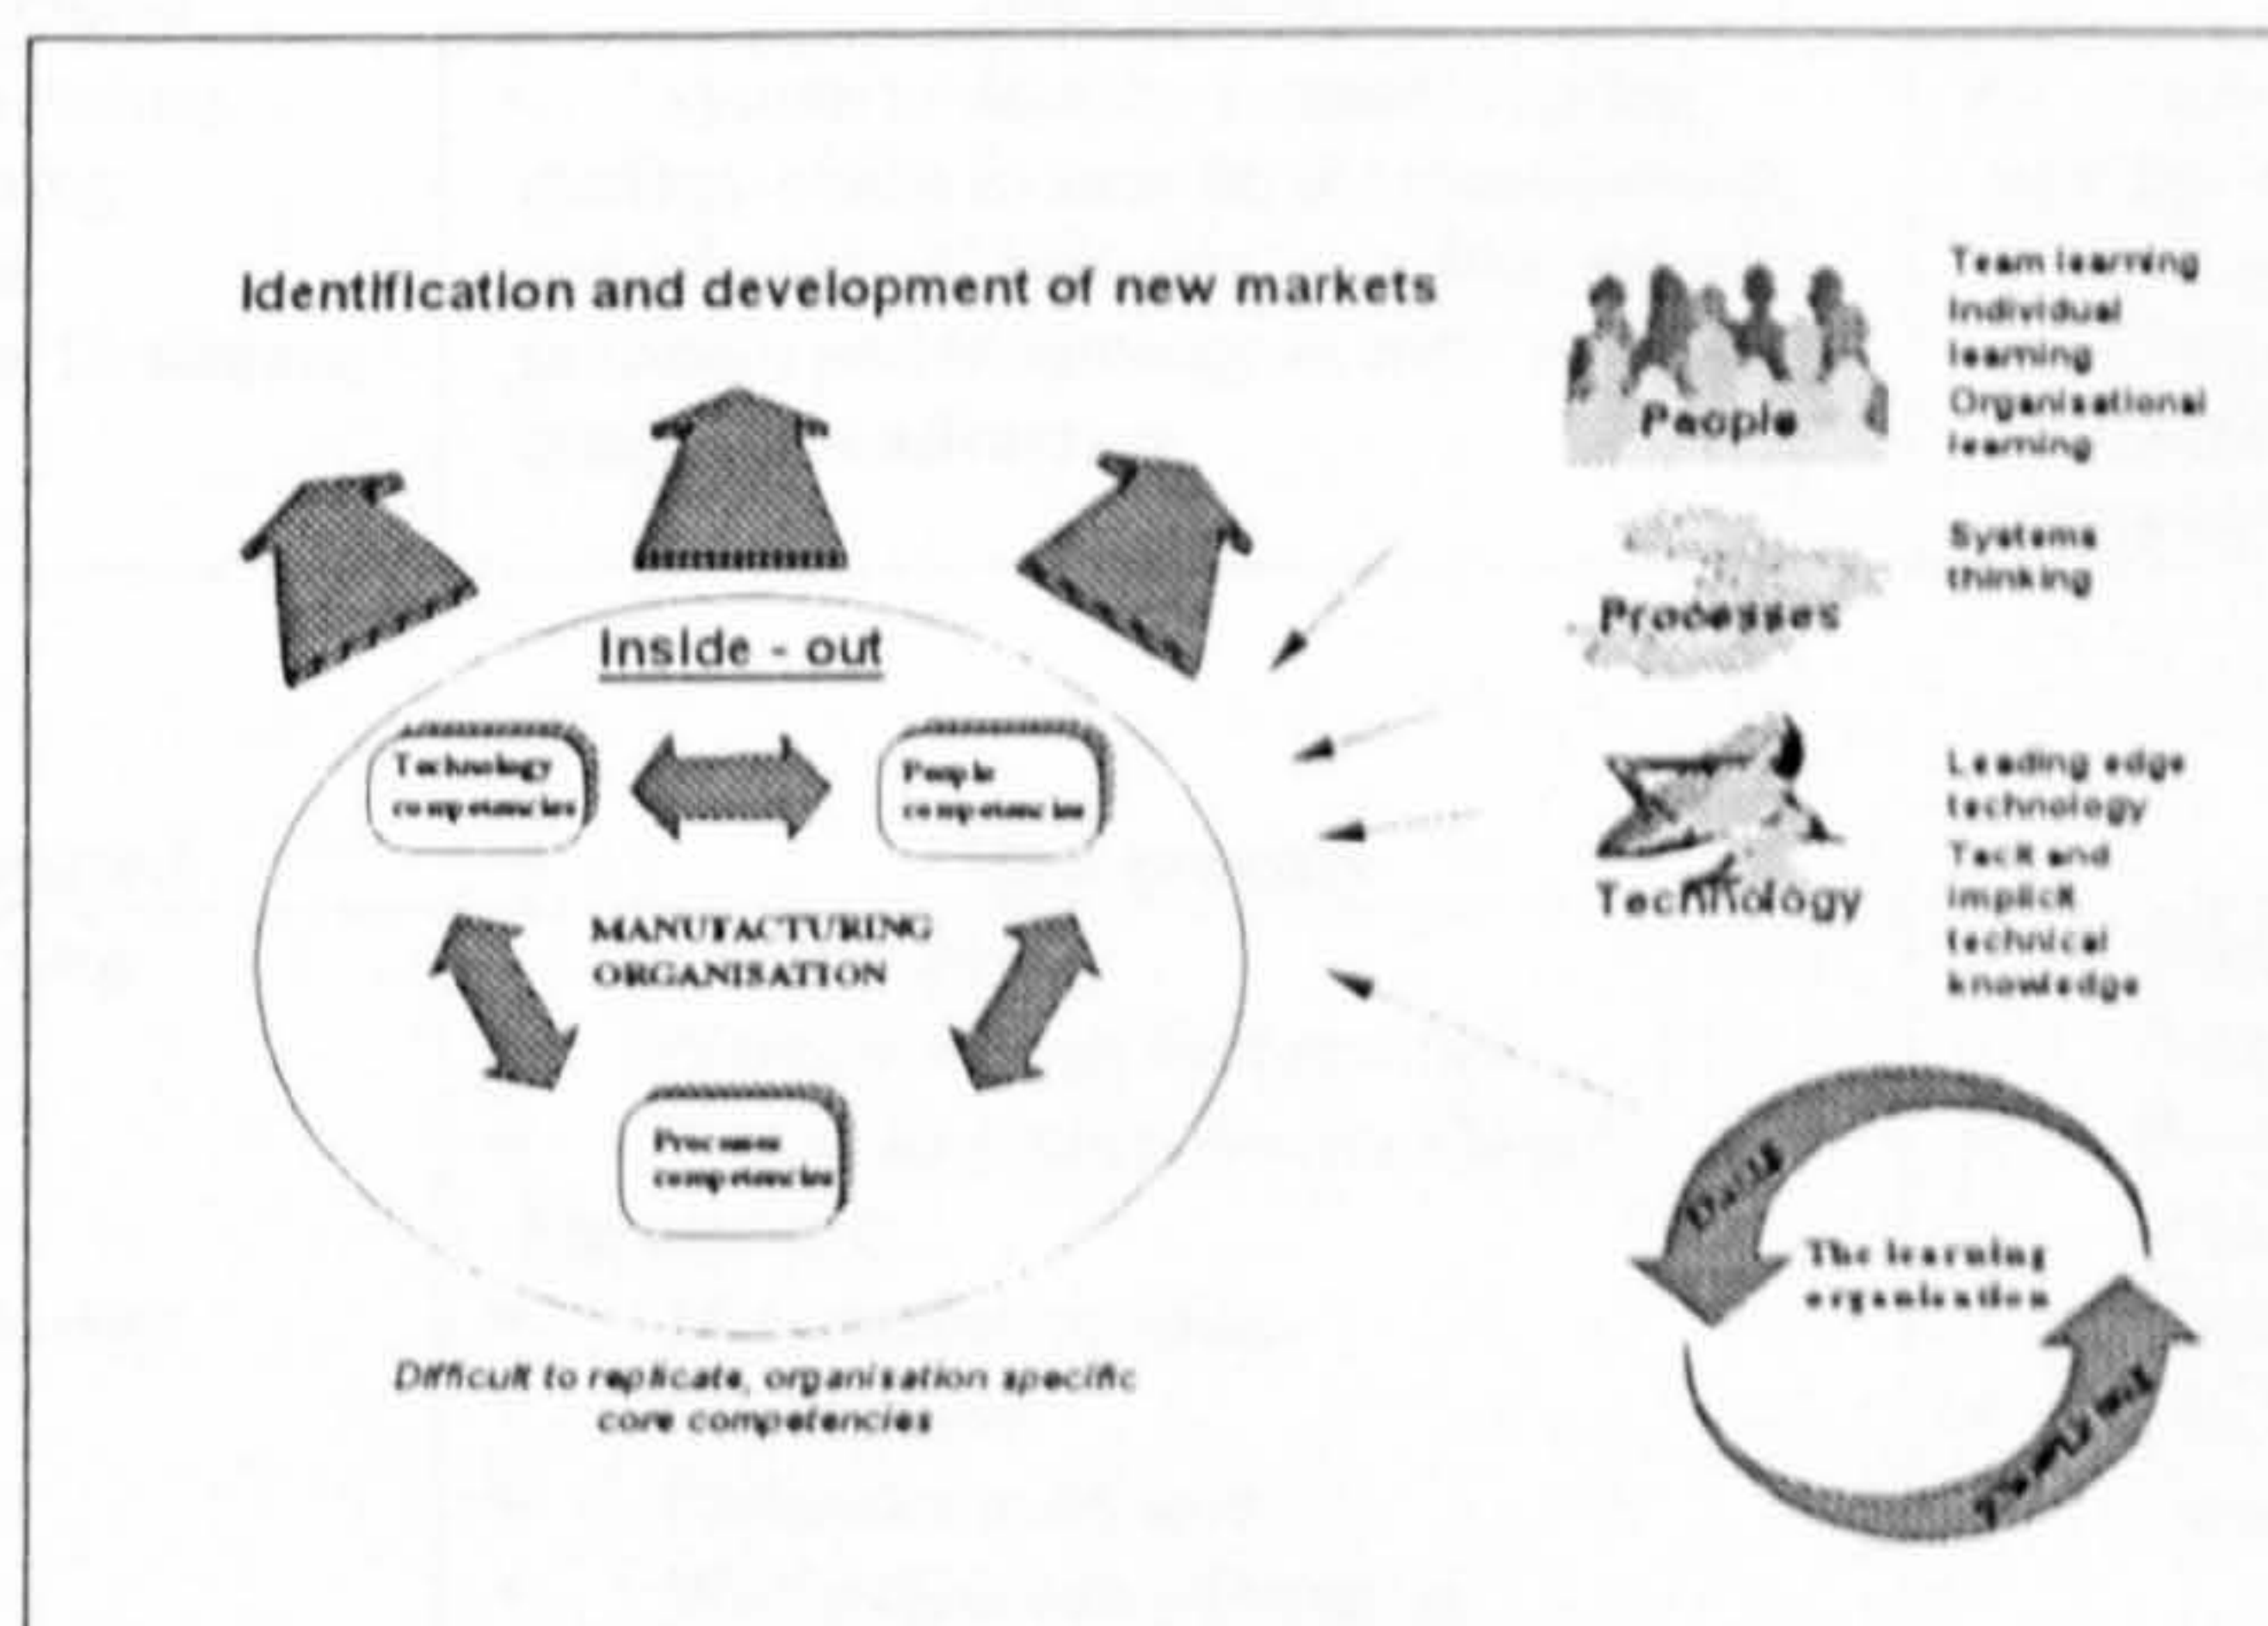 Identification and development of new markets
Inside - out
Technology
competencies
People
competencies
MANUFACTURING
ORGANISATION
Processes
competencies
Difficult to replicate, organisation specific
core competencies
People
Team learning
Individual
learning
Organisational
learning
Processes
Systems
thinking
Technology
Leading edge
technology
Tacit and
implicit
technical
knowledge
The learning
organisation